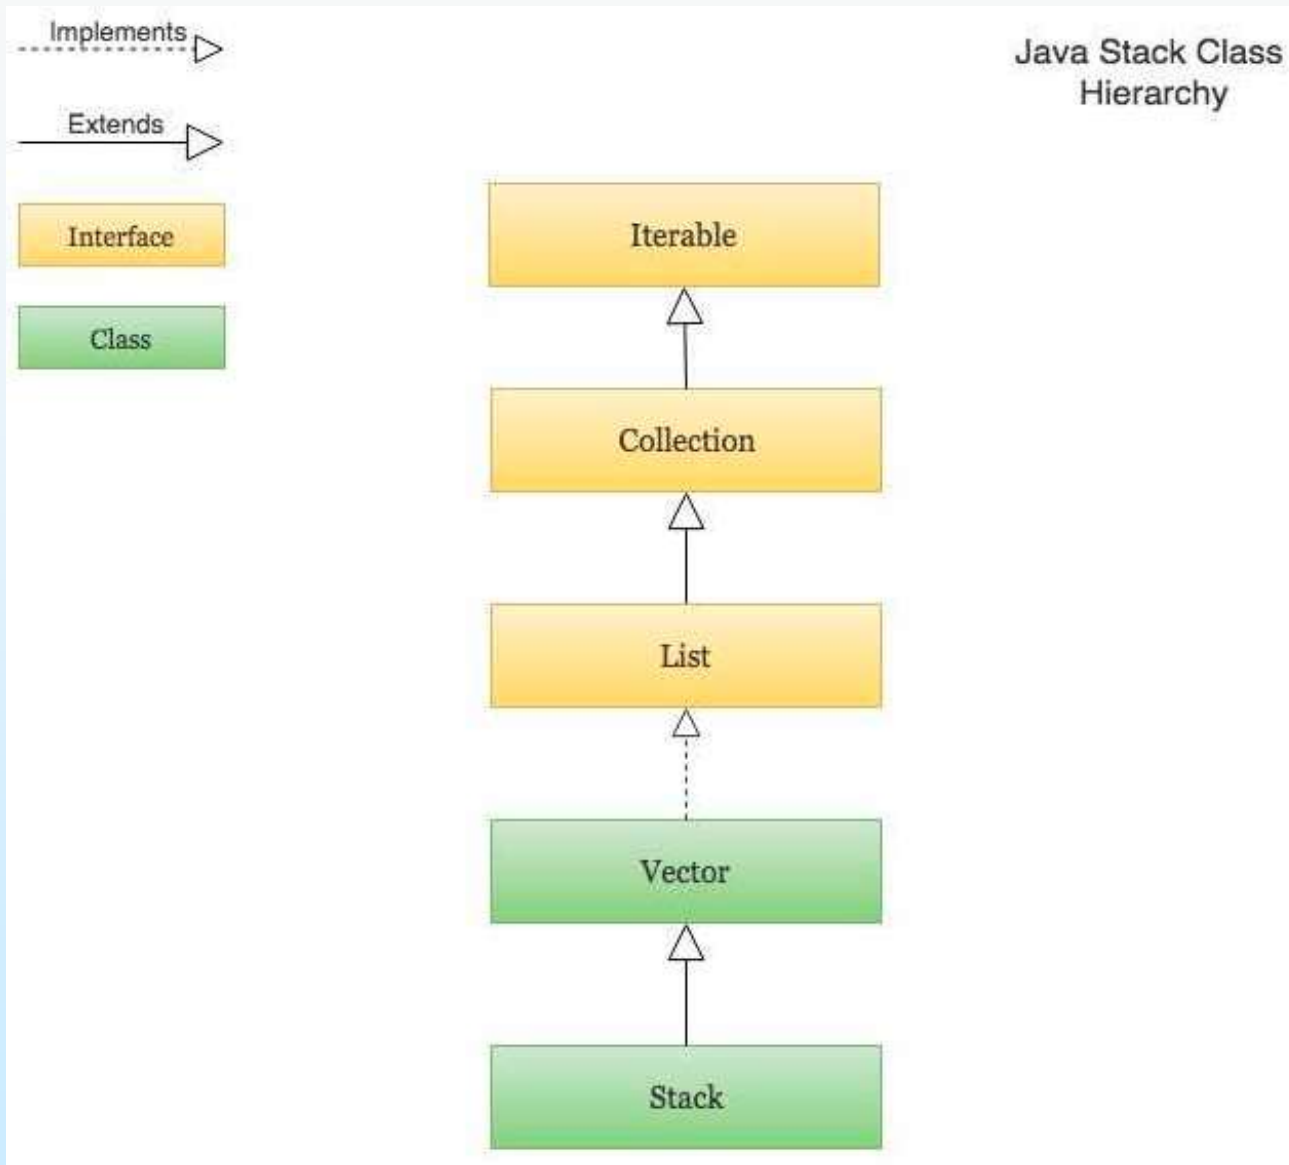 Implements
Java Stack Class
Hierarchy
Extends
Interface
Iterable
Class
Collection
List
Vector
Stack